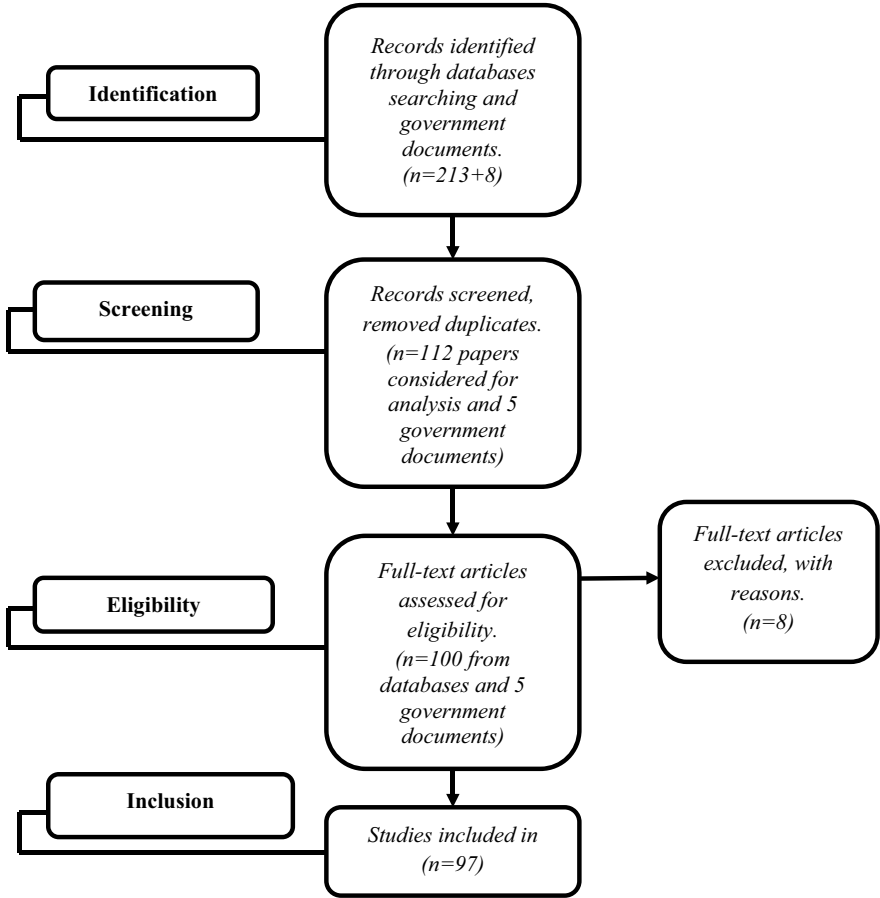 Identification
Records identified
through databases
searching and
government
documents.
(n=213+8)
Screening
Records screened,
removed duplicates.
(n=112 papers
considered for
analysis and 5
government
documents)
Eligibility
Full-text articles
assessed for
eligibility.
(n=100 from
databases and 5
government
documents)
Full-text articles
excluded, with
reasons.
(n=8)
Inclusion
Studies included in
(n=97)